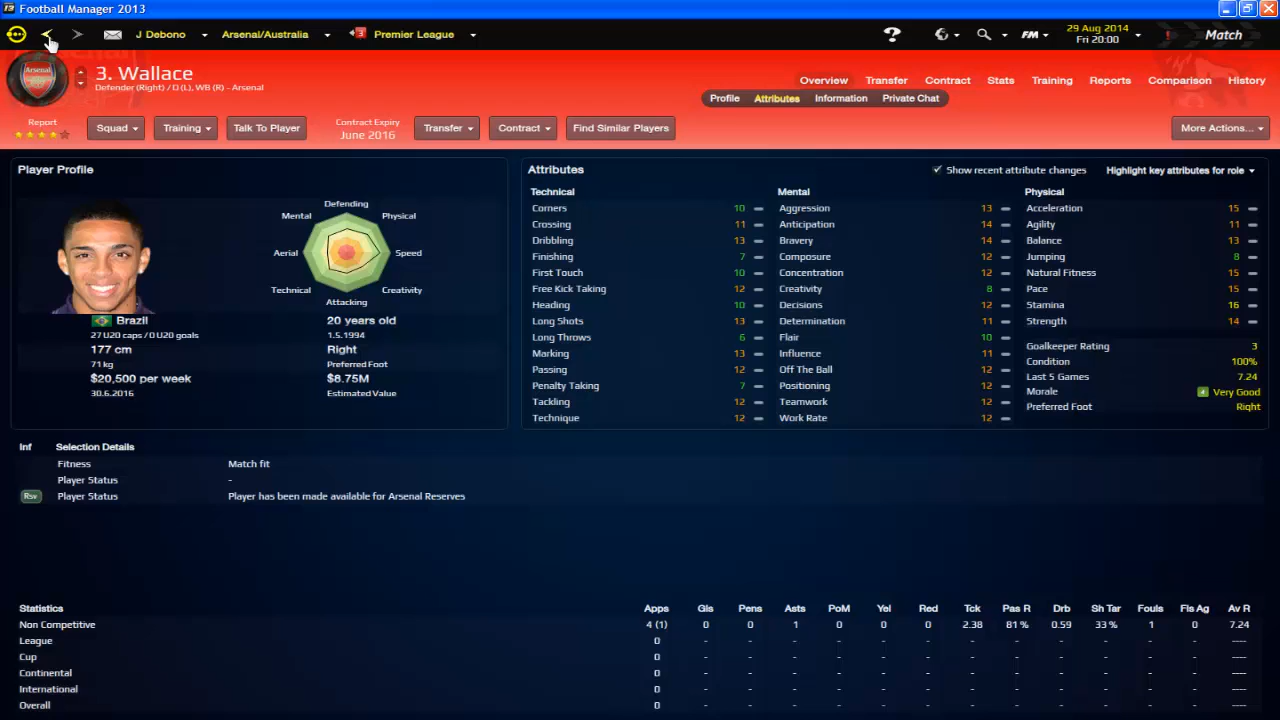 Football Manager 2013
J Debono Arsenal/Australia 3 Premier League FM 29 Aug 2014 Fri 20:00 ! Match
Arsenal
3. Wallace
Defender (Right) / D (L), WB (R) - Arsenal
Overview Transfer Contract Stats Training Reports Comparison History
Profile Attributes Information Private Chat
Report Squad Training Talk To Player Contract Expiry June 2016 Transfer Contract Find Similar Players More Actions...
Player Profile
Defending
Mental Physical
Aerial Speed
Technical Creativity
Attacking
Brazil 20 years old
27 U20 caps / 0 U20 goals 1.5.1994
177 cm Right
71 kg Preferred Foot
$20,500 per week $8.75M
30.6.2016 Estimated Value
Attributes Show recent attribute changes Highlight key attributes for role
Technical Mental Physical
Corners 10 Aggression 13 Acceleration 15
Crossing 11 Anticipation 14 Agility 11
Dribbling 13 Bravery 14 Balance 13
Finishing 7 Composure 12 Jumping 8
First Touch 10 Concentration 12 Natural Fitness 15
Free Kick Taking 12 Creativity 8 Pace 15
Heading 10 Decisions 12 Stamina 16
Long Shots 13 Determination 11 Strength 14
Long Throws 6 Flair 10 Goalkeeper Rating 3
Marking 13 Influence 11 Condition 100%
Passing 12 Off The Ball 12 Last 5 Games 7.24
Penalty Taking 7 Positioning 12 Morale Very Good
Tackling 12 Teamwork 12 Preferred Foot Right
Technique 12 Work Rate 12
Inf Selection Details
Fitness Match fit
Player Status -
Rsv Player Status Player has been made available for Arsenal Reserves
Statistics Apps Gls Pens Asts PoM Yel Red Tck Pas R Drb Sh Tar Fouls Fls Ag Av R
Non Competitive 4 (1) 0 0 1 0 0 0 2.38 81 % 0.59 33 % 1 0 7.24
League 0 - - - - - - - - - - - - ----
Cup 0 - - - - - - - - - - - - ----
Continental 0 - - - - - - - - - - - - ----
International 0 - - - - - - - - - - - - ----
Overall 0 - - - - - - - - - - - - ----